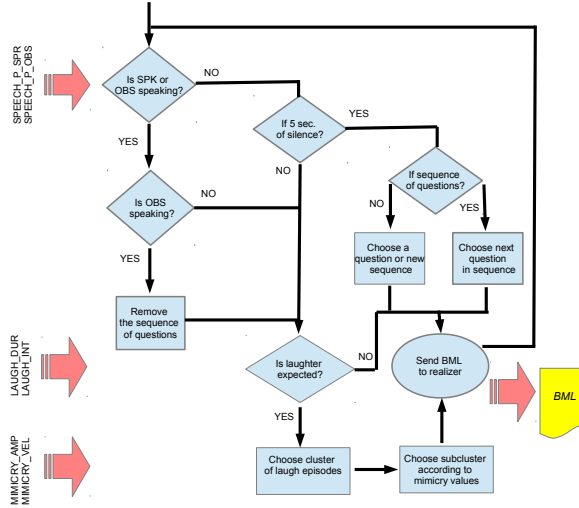 SPEECH_P_SPR
SPEECH_P_OBS
Is SPK or
OBS speaking?
NO
YES
If 5 sec.
of silence?
YES
NO
If sequence
of questions?
NO
YES
Is OBS
speaking?
NO
YES
Choose a
question or new
sequence
Choose next
question
in sequence
Remove
the sequence
of questions
LAUGH_DUR
LAUGH_INT
Is laughter
expected?
NO
YES
Send BML
to realizer
BML
MIMICRY_AMP
MIMICRY_VEL
Choose cluster
of laugh episodes
Choose subcluster
according to
mimicry values